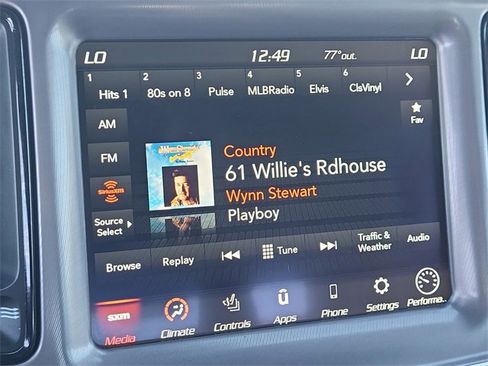 LO 12:49 77°out. LO
1 2 3 4 5 6
Hits 1 80s on 8 Pulse MLBRadio Elvis ClsVinyl
AM
Fav
Country
FM
61 Willie's Rdhouse
SiriusXM
Wynn Stewart
Source
Select
Playboy
Browse Replay Tune Traffic & Weather Audio
sxm
Media Climate Controls Apps Phone Settings Performa..